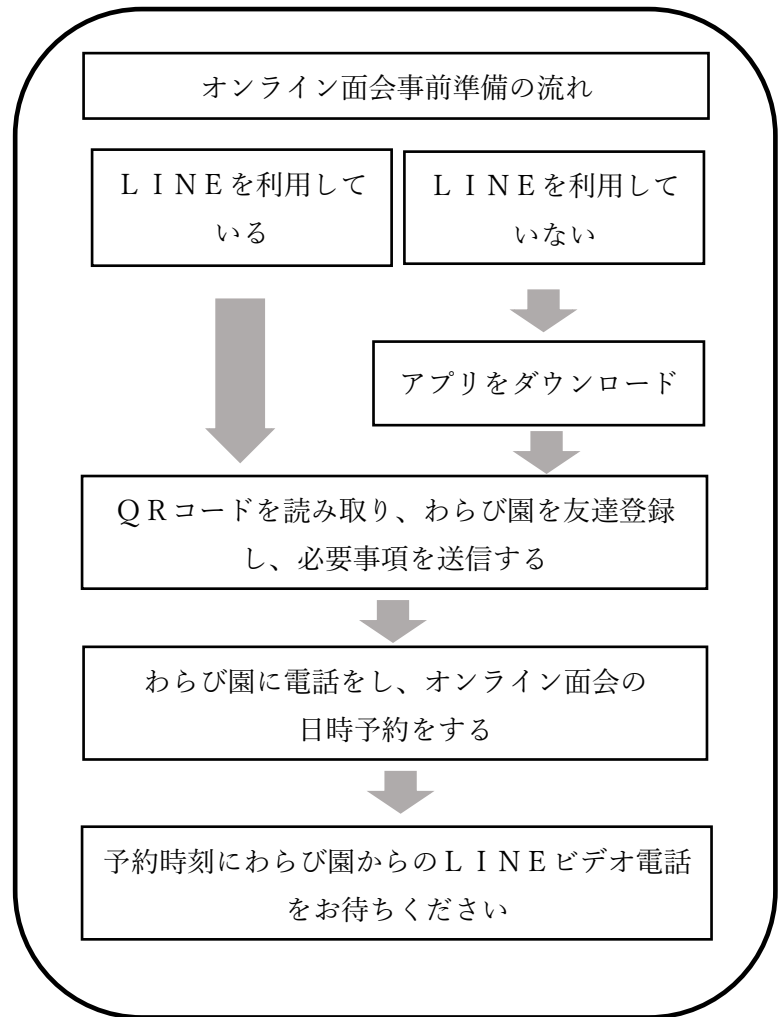 オンライン面会事前準備の流れ
ＬＩＮＥを利用して
いる
ＬＩＮＥを利用して
いない
アプリをダウンロード
ＱＲコードを読み取り、わらび園を友達登録
し、必要事項を送信する
わらび園に電話をし、オンライン面会の
日時予約をする
予約時刻にわらび園からのＬＩＮＥビデオ電話
をお待ちください